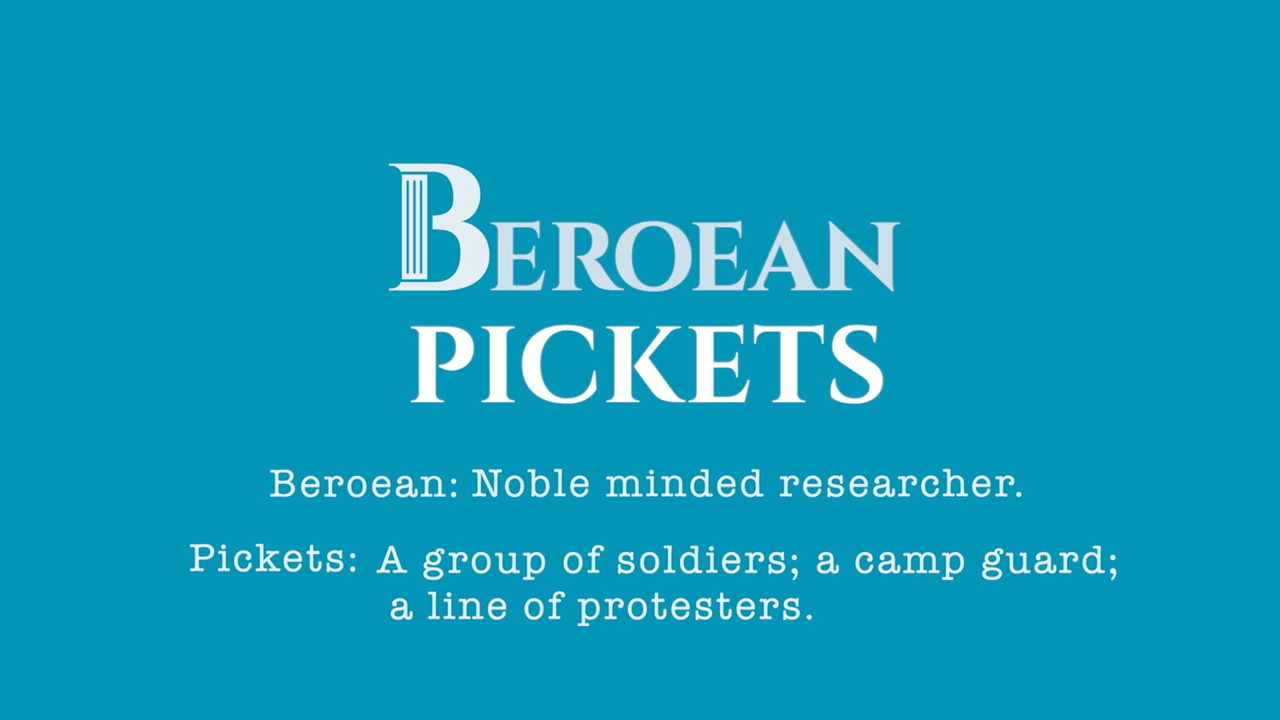 BEROEAN
PICKETS
Beroean: Noble minded researcher.
Pickets: A group of soldiers; a camp guard;
a line of protesters.